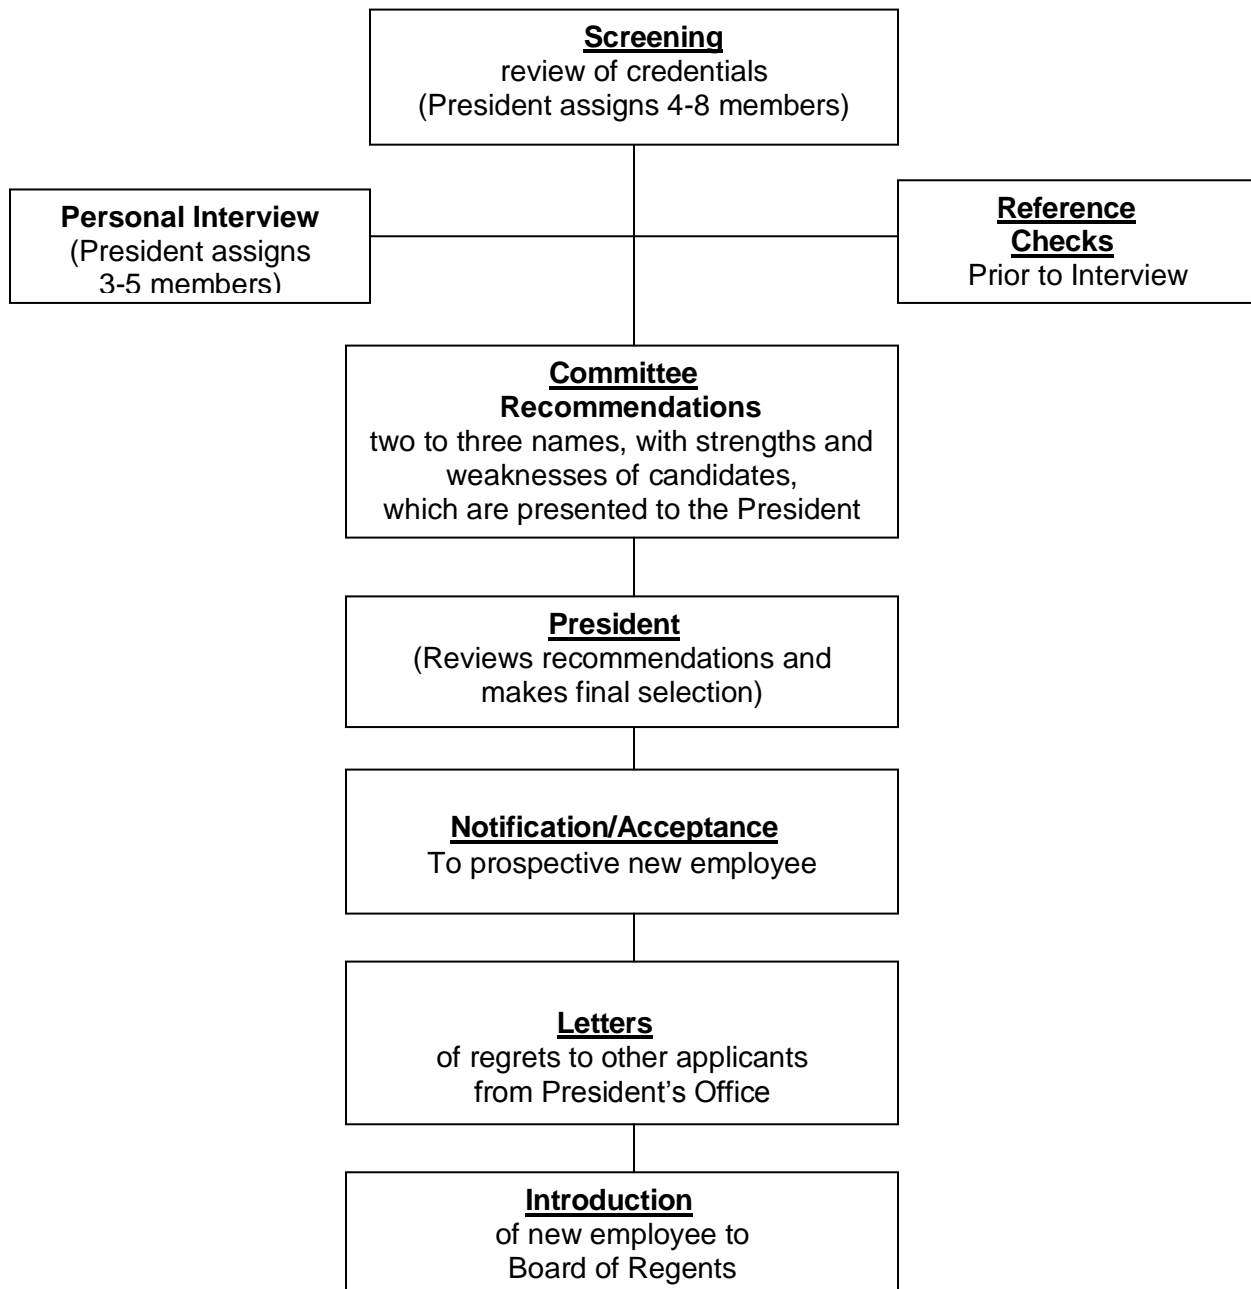 Screening
review of credentials
(President assigns 4-8 members)
Personal Interview
(President assigns
3-5 members)
Reference
Checks
Prior to Interview
Committee
Recommendations
two to three names, with strengths and
weaknesses of candidates,
which are presented to the President
President
(Reviews recommendations and
makes final selection)
Notification/Acceptance
To prospective new employee
Letters
of regrets to other applicants
from President’s Office
Introduction
of new employee to
Board of Regents